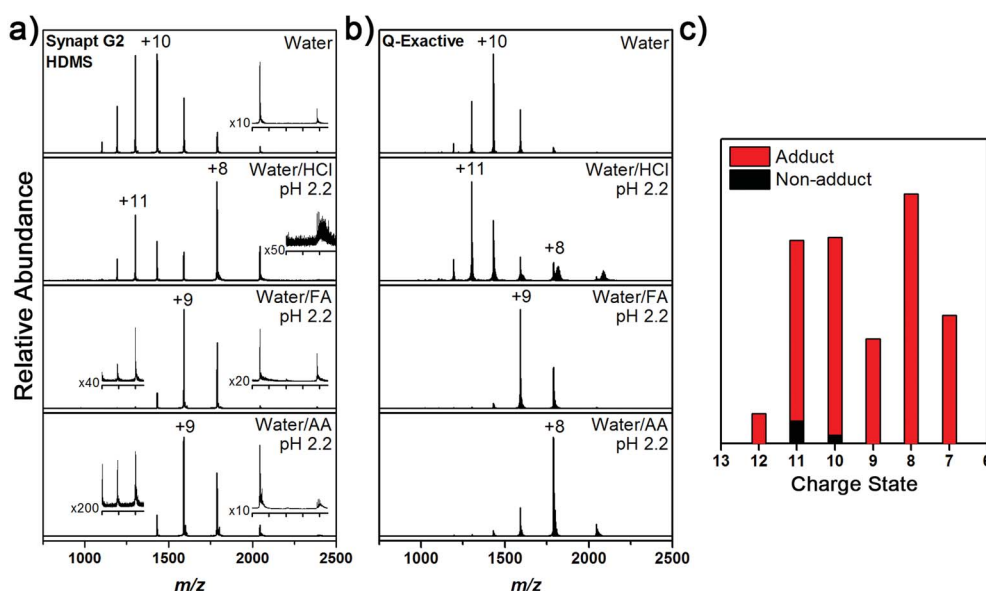 a)
Synapt G2
HDMS
+10
Water
x10
Water/HCl
pH 2.2
+11
+8
x50
Water/FA
pH 2.2
+9
x40
x20
Water/AA
pH 2.2
+9
x200
x10
1000
1500
2000
2500
m/z
Relative Abundance
b)
Q-Exactive
+10
Water
Water/HCl
pH 2.2
+11
+8
Water/FA
pH 2.2
+9
Water/AA
pH 2.2
+8
1000
1500
2000
2500
m/z
c)
Adduct
Non-adduct
13
12
11
10
9
8
7
6
Charge State